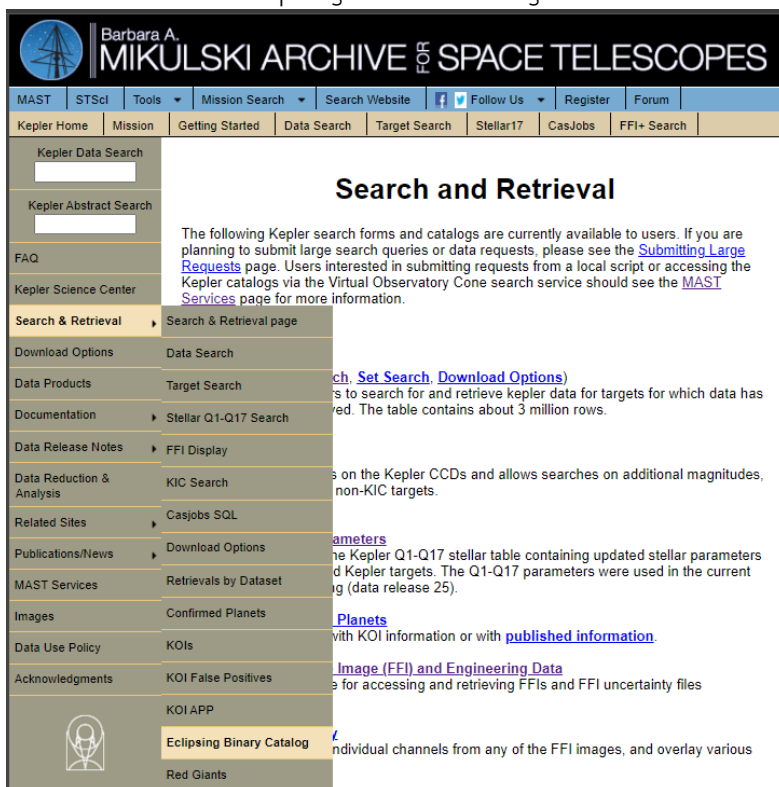 Barbara A.
MIKULSKI ARCHIVE FOR SPACE TELESCOPES
MAST STScI Tools Mission Search Search Website Follow Us Register Forum
Kepler Home Mission Getting Started Data Search Target Search Stellar17 CasJobs FFI+ Search
Kepler Data Search
Kepler Abstract Search
FAQ
Kepler Science Center
Search & Retrieval
Download Options
Data Products
Documentation
Data Release Notes
Data Reduction &
Analysis
Related Sites
Publications/News
MAST Services
Images
Data Use Policy
Acknowledgments
Search & Retrieval page
Data Search
Target Search
Stellar Q1-Q17 Search
FFI Display
KIC Search
Casjobs SQL
Download Options
Retrievals by Dataset
Confirmed Planets
KOIs
KOI False Positives
KOI APP
Eclipsing Binary Catalog
Red Giants
Search and Retrieval
The following Kepler search forms and catalogs are currently available to users. If you are
planning to submit large search queries or data requests, please see the Submitting Large
Requests page. Users interested in submitting requests from a local script or accessing the
Kepler catalogs via the Virtual Observatory Cone search service should see the MAST
Services page for more information.
ch, Set Search, Download Options)
rs to search for and retrieve kepler data for targets for which data has
ved. The table contains about 3 million rows.
s on the Kepler CCDs and allows searches on additional magnitudes,
non-KIC targets.
ameters
he Kepler Q1-Q17 stellar table containing updated stellar parameters
d Kepler targets. The Q1-Q17 parameters were used in the current
ng (data release 25).
Planets
with KOI information or with published information.
Image (FFI) and Engineering Data
e for accessing and retrieving FFIs and FFI uncertainty files
y
ndividual channels from any of the FFI images, and overlay various